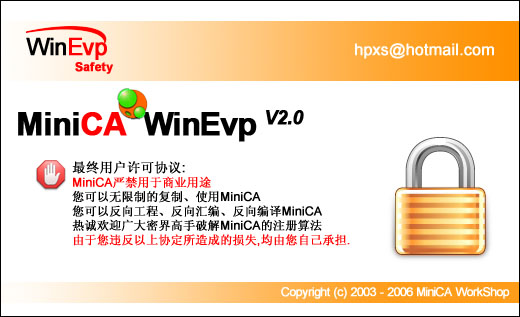 WinEvp
Safety
hpxs@hotmail.com
MiniCA WinEvp V2.0
最终用户许可协议:
MiniCA严禁用于商业用途
您可以无限制的复制、使用MiniCA
您可以反向工程、反向汇编、反向编译MiniCA
热诚欢迎广大密界高手破解MiniCA的注册算法
由于您违反以上协定所造成的损失,均由您自己承担.
Copyright (c) 2003 - 2006 MiniCA WorkShop